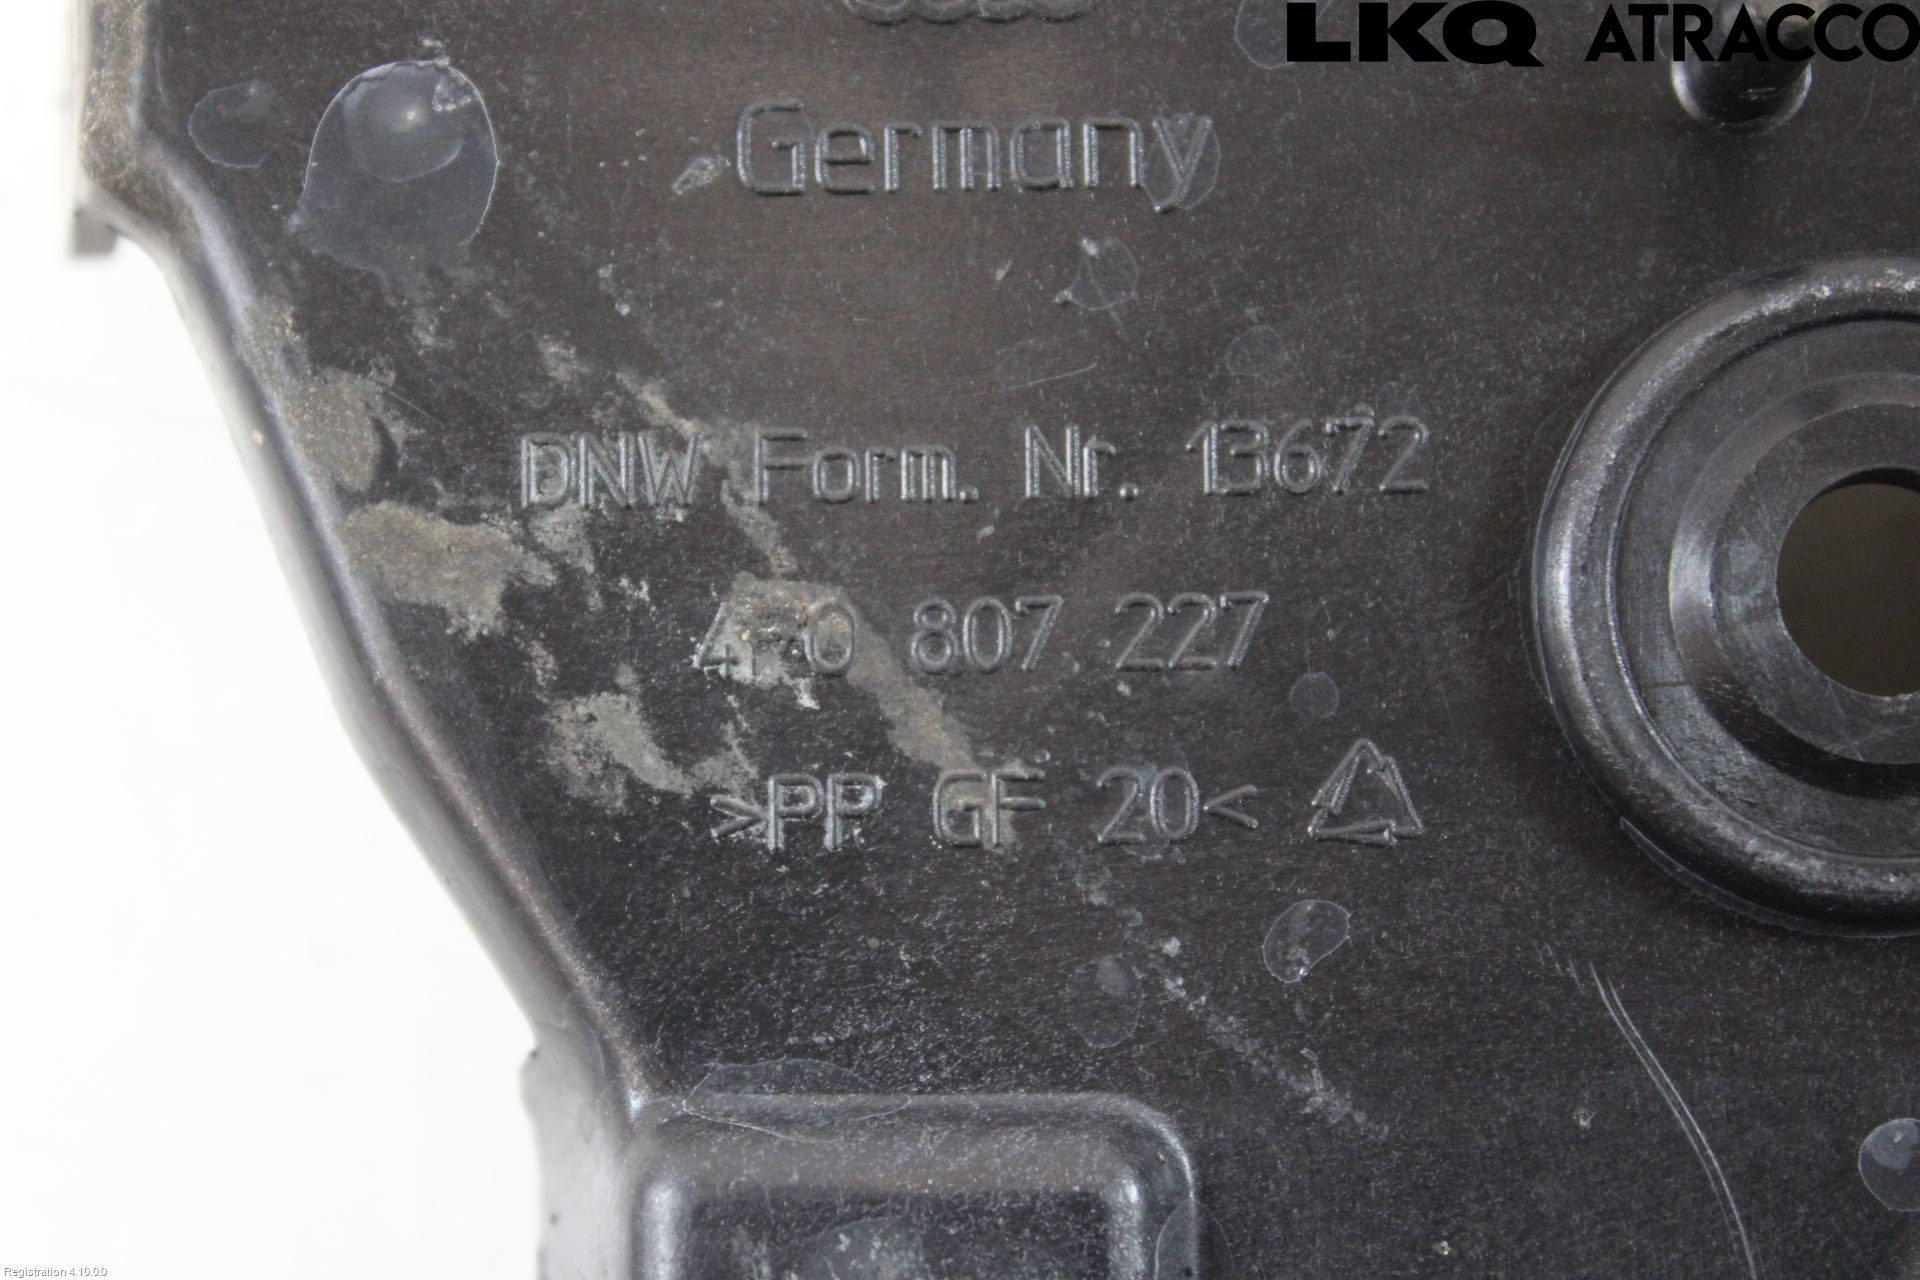 LKQ ATRACCO
Germany
DNW Form. Nr. 13672
4F0 807 227
>PP GF 20<
Registration 4.10.0.0